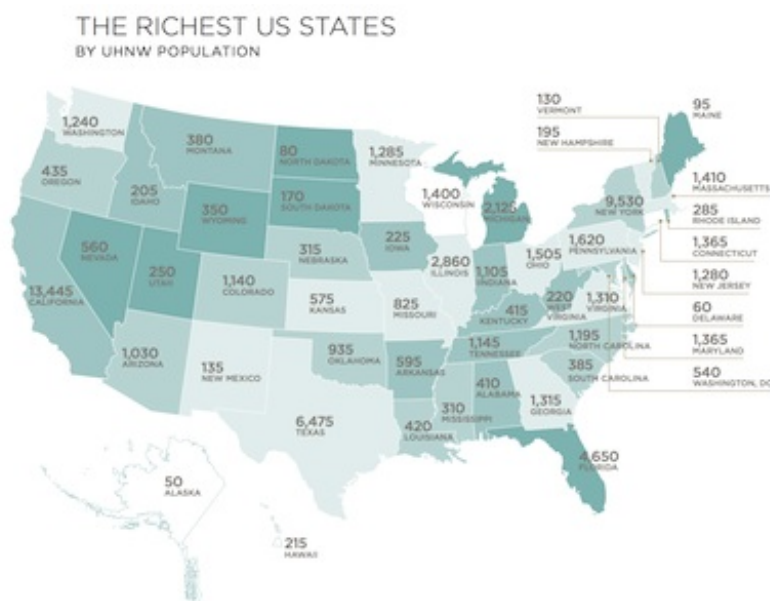 THE RICHEST US STATES
BY UHNW POPULATION
1,240
WASHINGTON
435
OREGON
13,445
CALIFORNIA
560
NEVADA
205
IDAHO
380
MONTANA
350
WYOMING
250
UTAH
1,140
COLORADO
1,030
ARIZONA
135
NEW MEXICO
80
NORTH DAKOTA
170
SOUTH DAKOTA
315
NEBRASKA
575
KANSAS
935
OKLAHOMA
6,475
TEXAS
1,285
MINNESOTA
225
IOWA
825
MISSOURI
595
ARKANSAS
420
LOUISIANA
1,400
WISCONSIN
2,860
ILLINOIS
2,125
MICHIGAN
1,105
INDIANA
1,505
OHIO
415
KENTUCKY
1,145
TENNESSEE
310
MISSISSIPPI
410
ALABAMA
1,315
GEORGIA
4,650
FLORIDA
385
SOUTH CAROLINA
1,195
NORTH CAROLINA
1,310
VIRGINIA
220
WEST
VIRGINIA
1,620
PENNSYLVANIA
9,530
NEW YORK
130
VERMONT
195
NEW HAMPSHIRE
95
MAINE
1,410
MASSACHUSETTS
285
RHODE ISLAND
1,365
CONNECTICUT
1,280
NEW JERSEY
60
DELAWARE
1,365
MARYLAND
540
WASHINGTON, DC
50
ALASKA
215
HAWAII